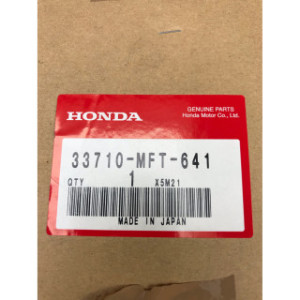 HONDA
GENUINE PARTS
Honda Motor Co., Ltd.
33710-MFT-641
QTY 1 X5M21
MADE IN JAPAN